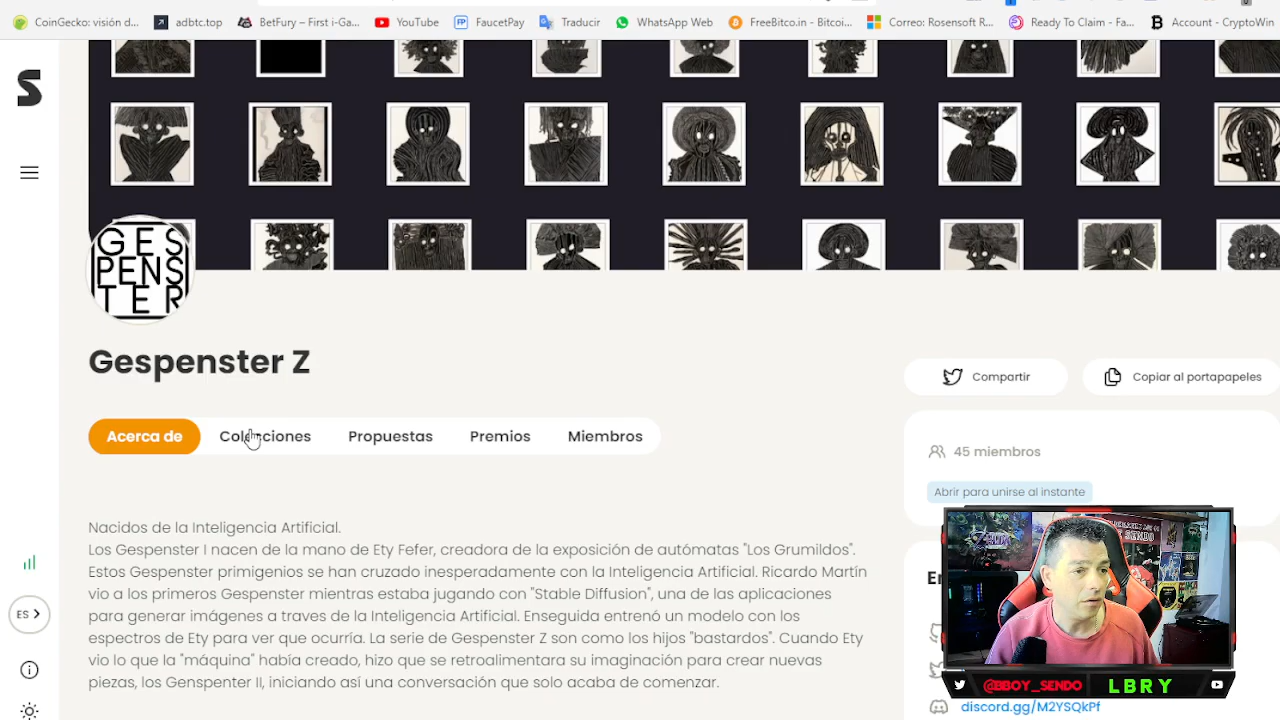 CoinGecko: visión d...
adbtc.top
BetFury – First i-Ga...
YouTube
FaucetPay
Traducir
WhatsApp Web
FreeBitco.in - Bitcoi...
Correo: Rosensoft R...
Ready To Claim - Fa...
Account - CryptoWin
S
GES
PENS
TER
Gespenster Z
Compartir
Copiar al portapapeles
Acerca de
Colecciones
Propuestas
Premios
Miembros
45 miembros
Abrir para unirse al instante
Nacidos de la Inteligencia Artificial.
Los Gespenster I nacen de la mano de Ety Fefer, creadora de la exposición de autómatas "Los Grumildos".
Estos Gespenster primigenios se han cruzado inesperadamente con la Inteligencia Artificial. Ricardo Martín
vio a los primeros Gespenster mientras estaba jugado con "Stable Diffusion", una de las aplicaciones
para generar imágenes a traves de la Inteligencia Artificial. Enseguida entrenó un modelo con los
espectros de Ety para ver que ocurría. La serie de Gespenster Z son como los hijos "bastardos". Cuando Ety
vio lo que la "máquina" había creado, hizo que se retroalimentara su imaginación para crear nuevas
piezas, los Genspenter II, iniciando así una conversación que solo acaba de comenzar.
ES
@BBOY_SENDO
LBRY
discord.gg/M2YSQkPf